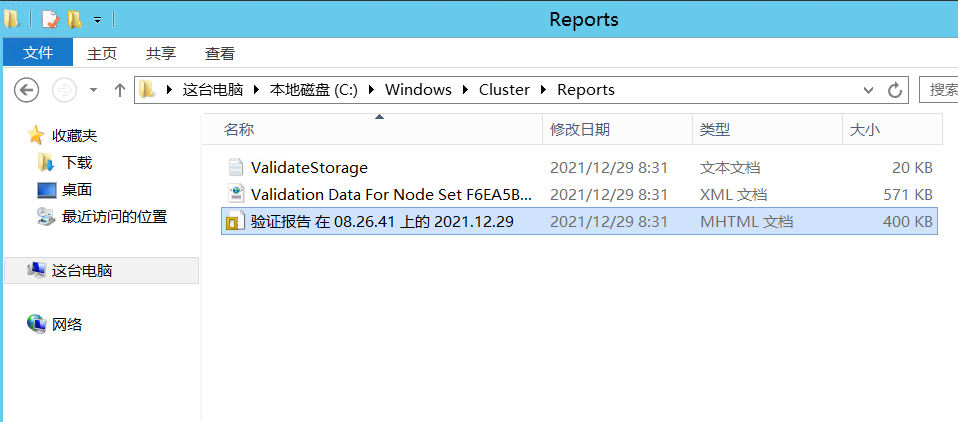 Reports
文件 主页 共享 查看
这台电脑 本地磁盘 (C:) Windows Cluster Reports 搜索
收藏夹
下载
桌面
最近访问的位置
这台电脑
网络
名称 修改日期 类型 大小
ValidateStorage 2021/12/29 8:31 文本文档 20 KB
Validation Data For Node Set F6EA5B... 2021/12/29 8:31 XML 文档 571 KB
验证报告 在 08.26.41 上的 2021.12.29 2021/12/29 8:31 MHTML 文档 400 KB